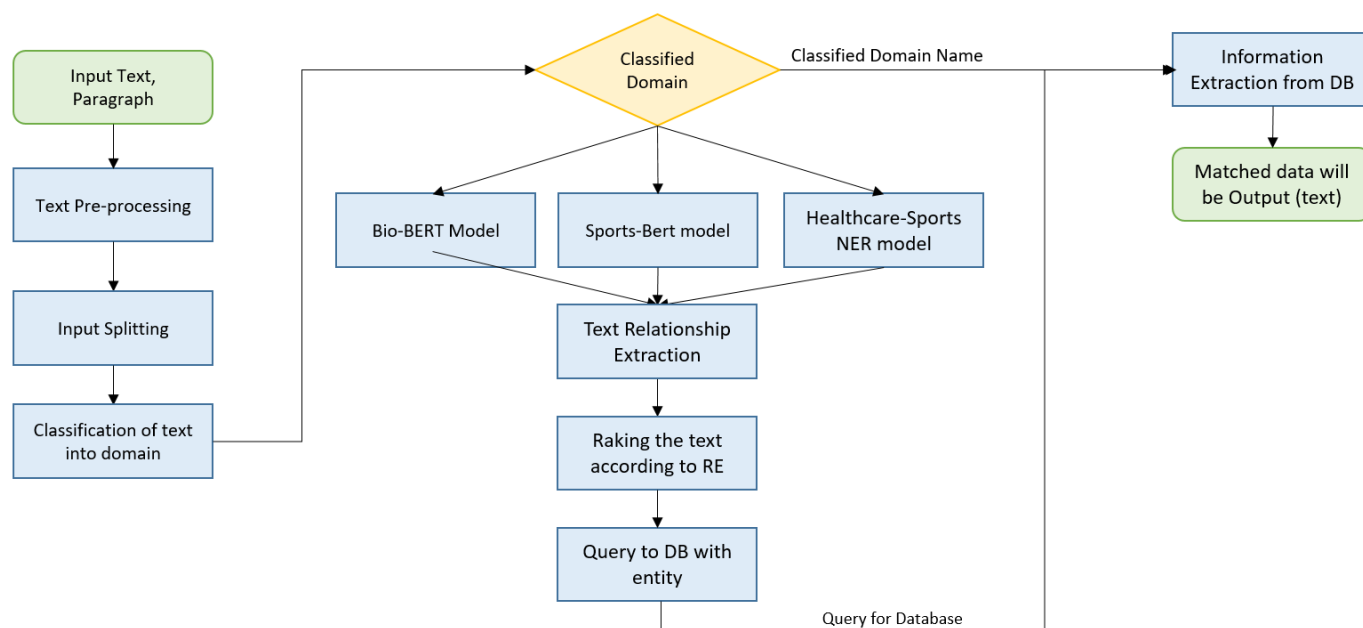 Input Text,
Paragraph
Text Pre-processing
Input Splitting
Classification of text
into domain
Classified
Domain
Classified Domain Name
Bio-BERT Model
Sports-Bert model
Healthcare-Sports
NER model
Text Relationship
Extraction
Raking the text
according to RE
Query to DB with
entity
Query for Database
Information
Extraction from DB
Matched data will
be Output (text)